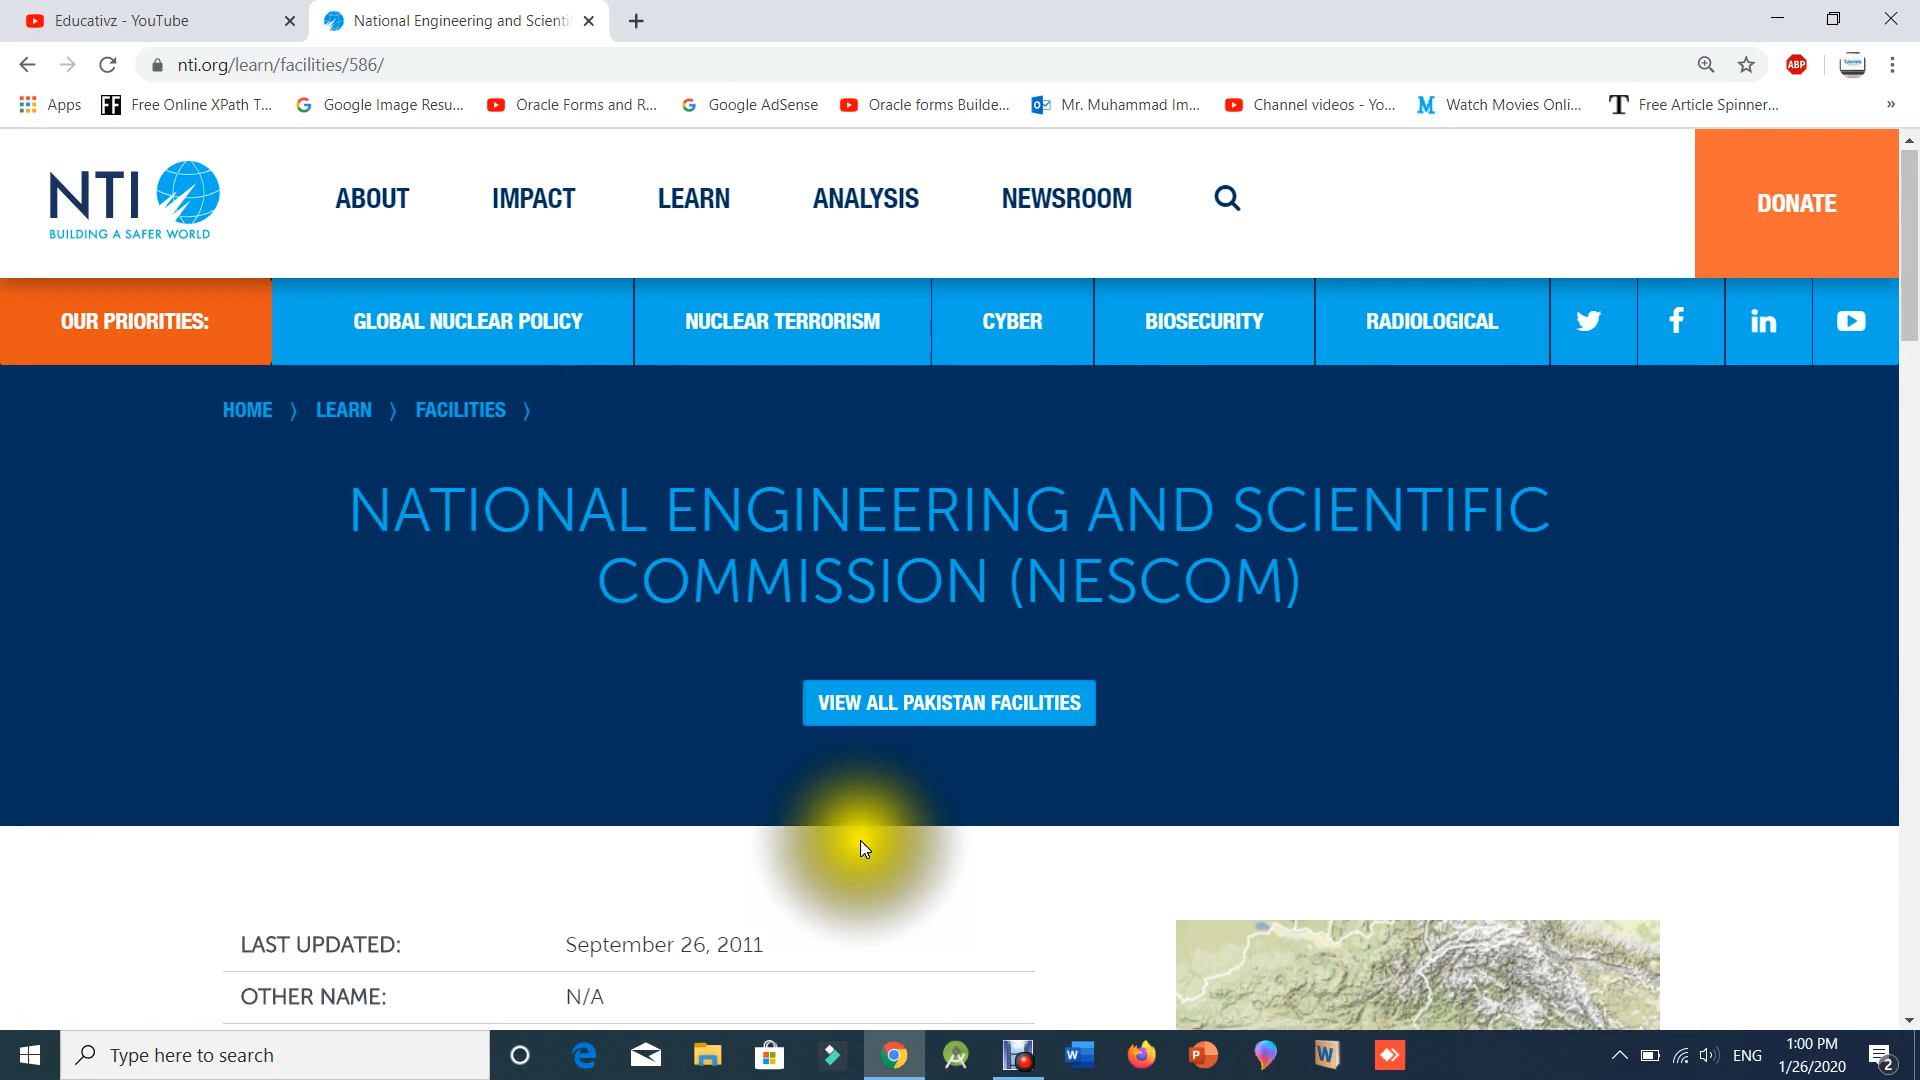 Educativz - YouTube
National Engineering and Scienti
nti.org/learn/facilities/586/
ABP
Apps
Free Online XPath T...
Google Image Resu...
Oracle Forms and R...
Google AdSense
Oracle forms Builde...
Mr. Muhammad Im...
Channel videos - Yo...
Watch Movies Onli...
Free Article Spinner...
NTI
BUILDING A SAFER WORLD
ABOUT
IMPACT
LEARN
ANALYSIS
NEWSROOM
DONATE
OUR PRIORITIES:
GLOBAL NUCLEAR POLICY
NUCLEAR TERRORISM
CYBER
BIOSECURITY
RADIOLOGICAL
HOME 〉 LEARN 〉 FACILITIES 〉
NATIONAL ENGINEERING AND SCIENTIFIC
COMMISSION (NESCOM)
VIEW ALL PAKISTAN FACILITIES
LAST UPDATED: September 26, 2011
OTHER NAME: N/A
Type here to search
ENG
1:00 PM
1/26/2020
2